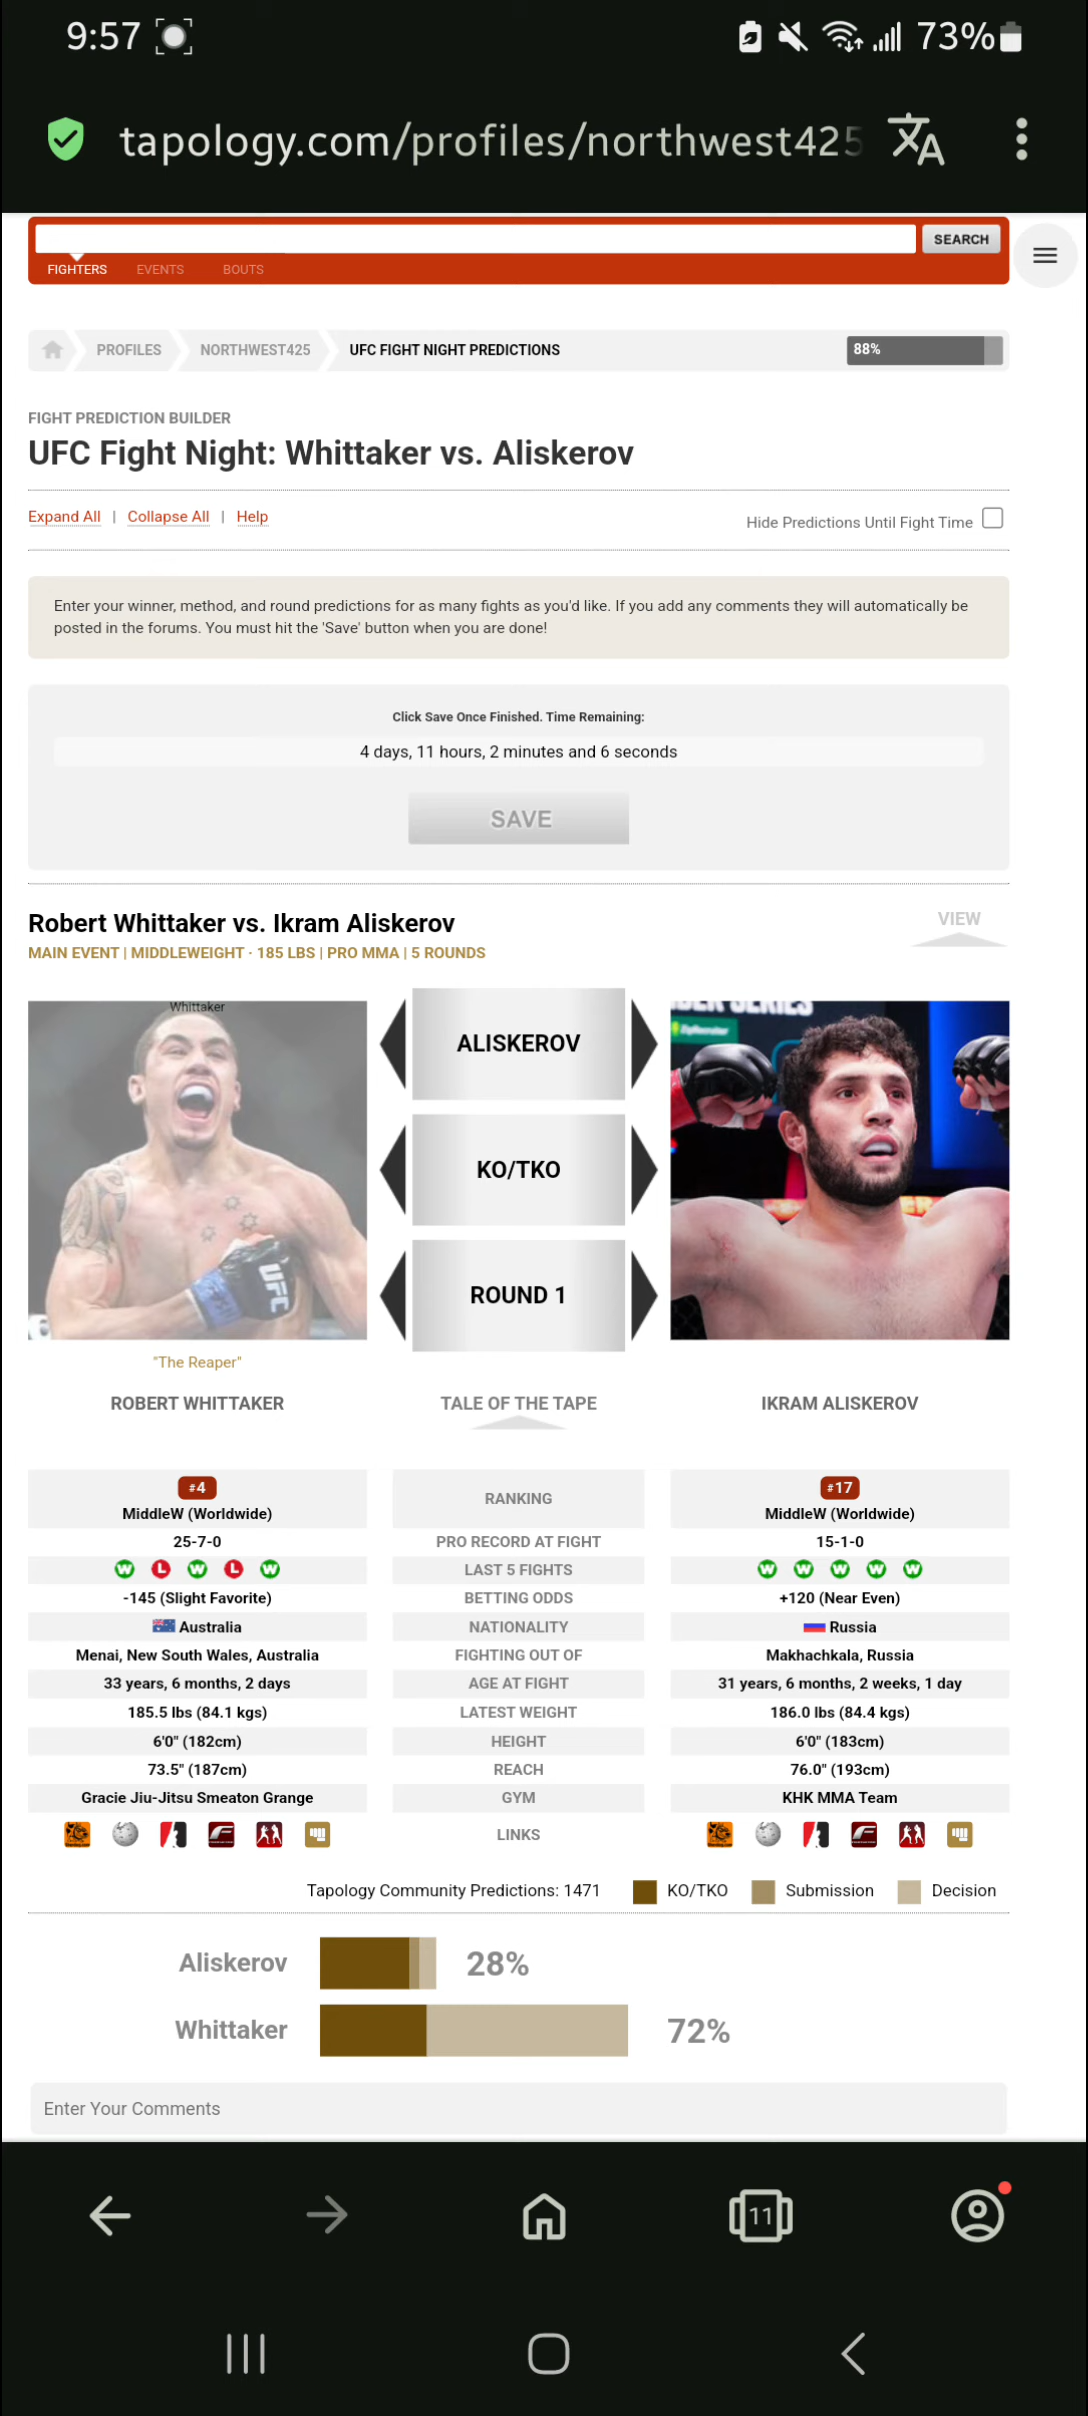 9:57
73%
tapology.com/profiles/northwest425
SEARCH
FIGHTERS EVENTS BOUTS
PROFILES NORTHWEST425 UFC FIGHT NIGHT PREDICTIONS 88%
FIGHT PREDICTION BUILDER
UFC Fight Night: Whittaker vs. Aliskerov
Expand All | Collapse All | Help
Hide Predictions Until Fight Time
Enter your winner, method, and round predictions for as many fights as you'd like. If you add any comments they will automatically be
posted in the forums. You must hit the 'Save' button when you are done!
Click Save Once Finished. Time Remaining:
4 days, 11 hours, 2 minutes and 6 seconds
SAVE
Robert Whittaker vs. Ikram Aliskerov
VIEW
MAIN EVENT | MIDDLEWEIGHT · 185 LBS | PRO MMA | 5 ROUNDS
Whittaker
UFC
ALISKEROV
KO/TKO
ROUND 1
"The Reaper"
ROBERT WHITTAKER TALE OF THE TAPE IKRAM ALISKEROV
#4 RANKING #17
MiddleW (Worldwide) MiddleW (Worldwide)
25-7-0 PRO RECORD AT FIGHT 15-1-0
W L W L W LAST 5 FIGHTS W W W W W
-145 (Slight Favorite) BETTING ODDS +120 (Near Even)
Australia NATIONALITY Russia
Menai, New South Wales, Australia FIGHTING OUT OF Makhachkala, Russia
33 years, 6 months, 2 days AGE AT FIGHT 31 years, 6 months, 2 weeks, 1 day
185.5 lbs (84.1 kgs) LATEST WEIGHT 186.0 lbs (84.4 kgs)
6'0" (182cm) HEIGHT 6'0" (183cm)
73.5" (187cm) REACH 76.0" (193cm)
Gracie Jiu-Jitsu Smeaton Grange GYM KHK MMA Team
LINKS
Tapology Community Predictions: 1471 KO/TKO Submission Decision
Aliskerov 28%
Whittaker 72%
Enter Your Comments
11